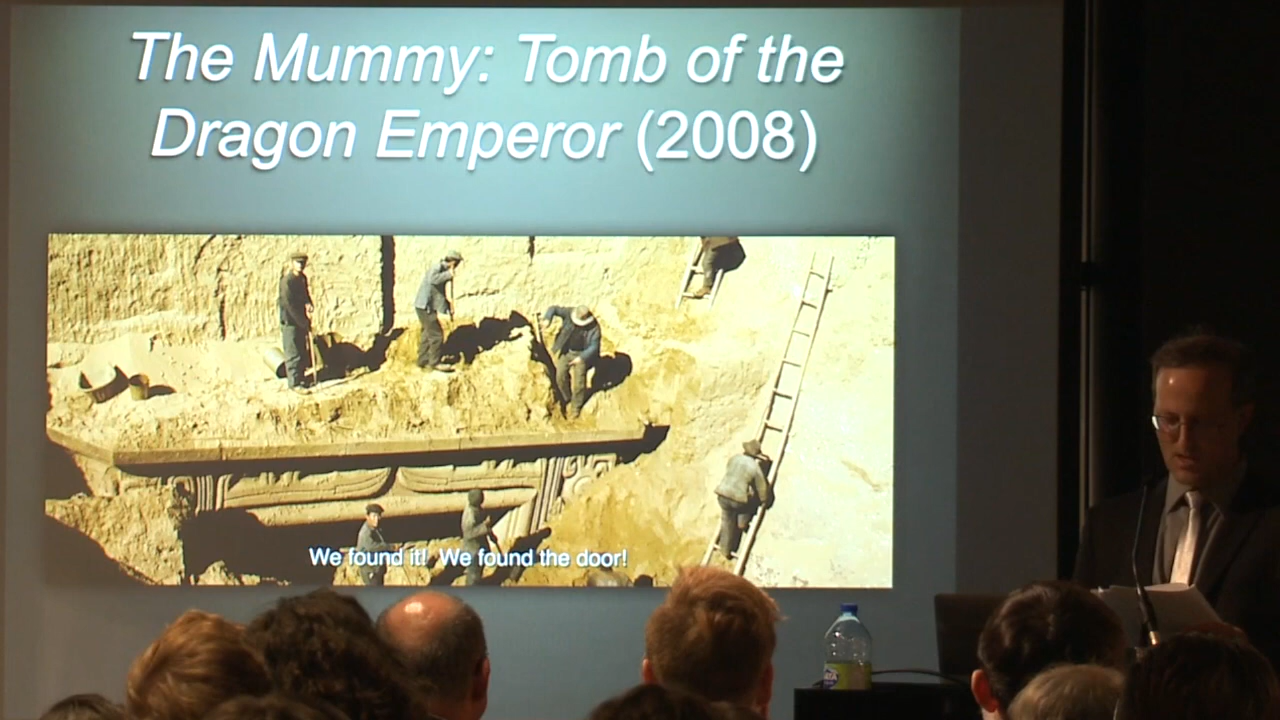 The Mummy: Tomb of the
Dragon Emperor (2008)
We found it! We found the door!